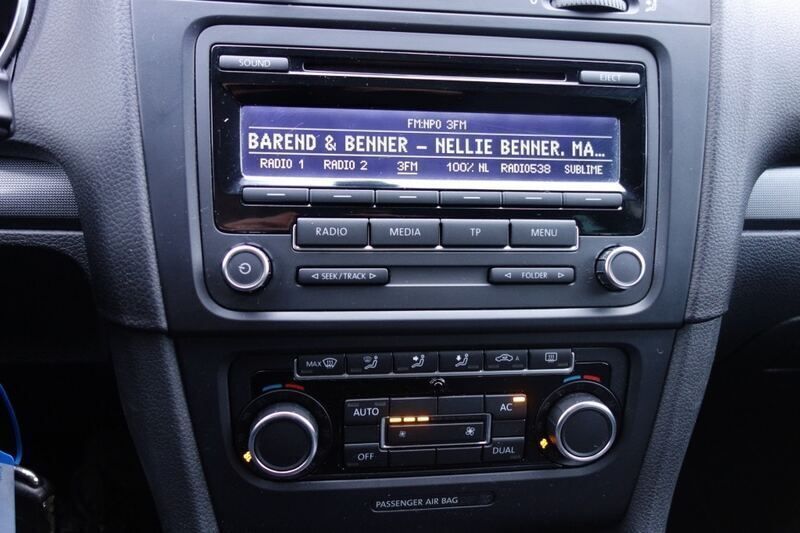 SOUND
EJECT
FM:NPO 3FM
BAREND & BENNER – NELLIE BENNER. MA...
RADIO 1 RADIO 2 3FM 100% NL RADIO538 SUBLIME
RADIO MEDIA TP MENU
SEEK/TRACK FOLDER
MAX A
AUTO AC
OFF DUAL
PASSENGER AIR BAG